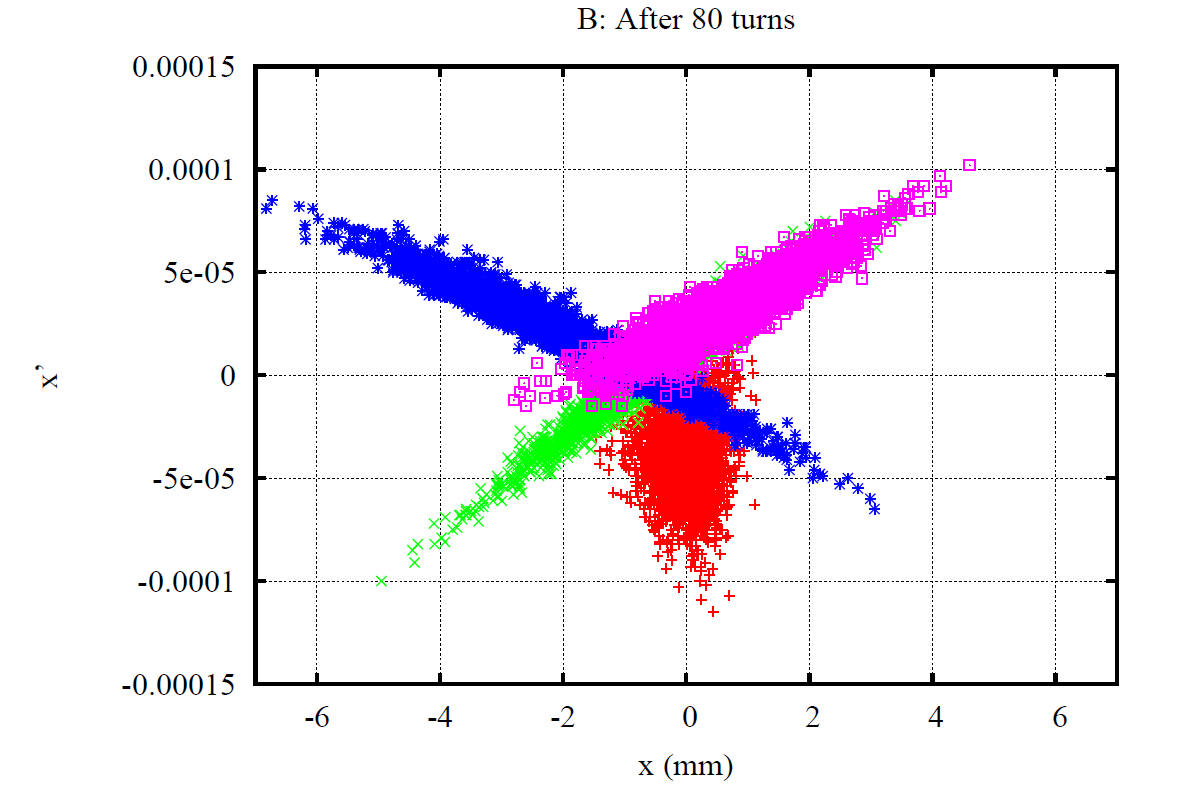 B: After 80 turns
0.00015
0.0001
5e-05
0
-5e-05
-0.0001
-0.00015
x’
-6 -4 -2 0 2 4 6
x (mm)